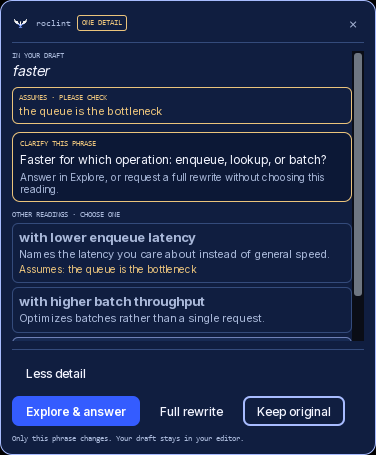 roclint ONE DETAIL ×
IN YOUR DRAFT
faster
ASSUMES · PLEASE CHECK
the queue is the bottleneck
CLARIFY THIS PHRASE
Faster for which operation: enqueue, lookup, or batch?
Answer in Explore, or request a full rewrite without choosing this
reading.
OTHER READINGS · CHOOSE ONE
with lower enqueue latency
Names the latency you care about instead of general speed.
Assumes: the queue is the bottleneck
with higher batch throughput
Optimizes batches rather than a single request.
Less detail
Explore & answer Full rewrite Keep original
Only this phrase changes. Your draft stays in your editor.